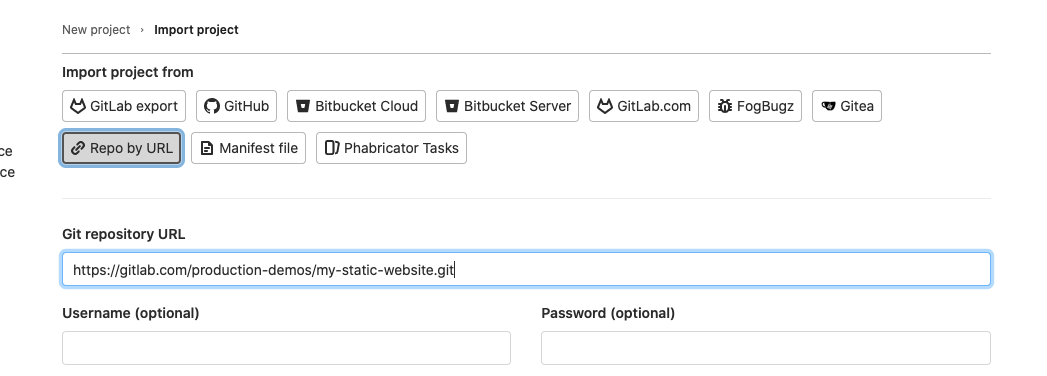 New project › Import project
Import project from
GitLab export GitHub Bitbucket Cloud Bitbucket Server GitLab.com FogBugz Gitea
Repo by URL Manifest file Phabricator Tasks
ce
ce
Git repository URL
https://gitlab.com/production-demos/my-static-website.git
Username (optional) Password (optional)